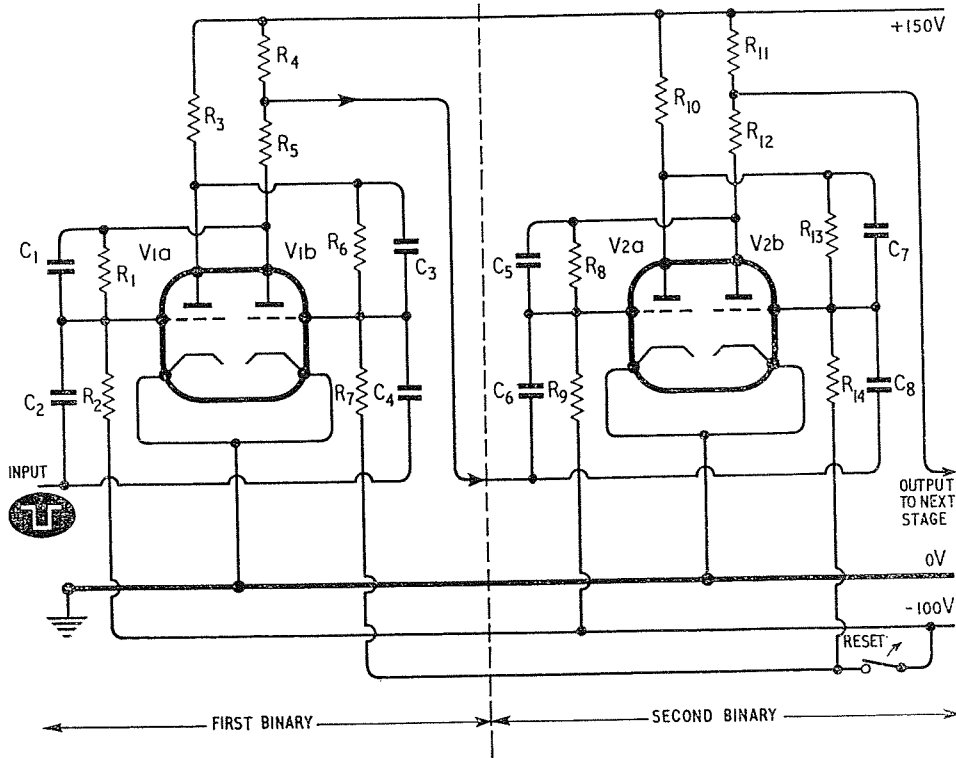 +150V
R4
R11
R3
R10
R5
R12
C1
R1
V1a
V1b
R6
C3
C5
R8
V2a
V2b
R13
C7
C2
R2
R7
C4
C6
R9
R14
C8
INPUT
OUTPUT
TO NEXT
STAGE
0V
-100V
RESET
FIRST BINARY
SECOND BINARY